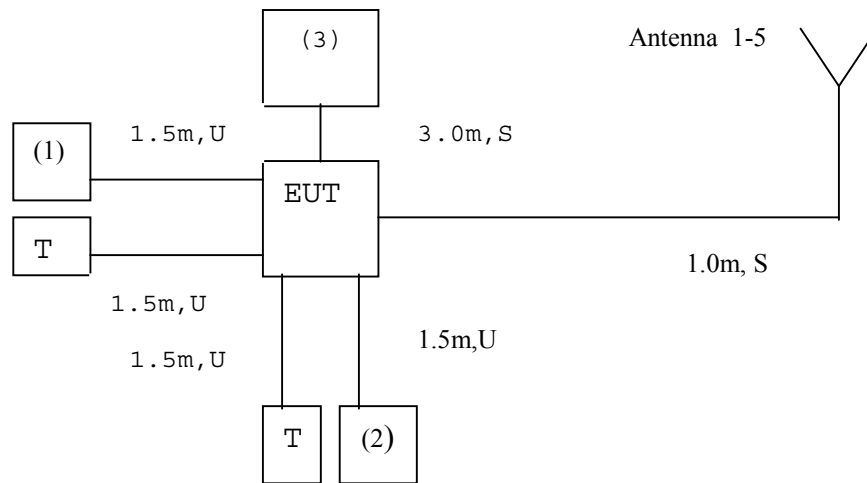 (3)
Antenna 1-5
1.5m,U
3.0m,S
(1)
EUT
T
1.0m, S
1.5m,U
1.5m,U
1.5m,U
T
(2)